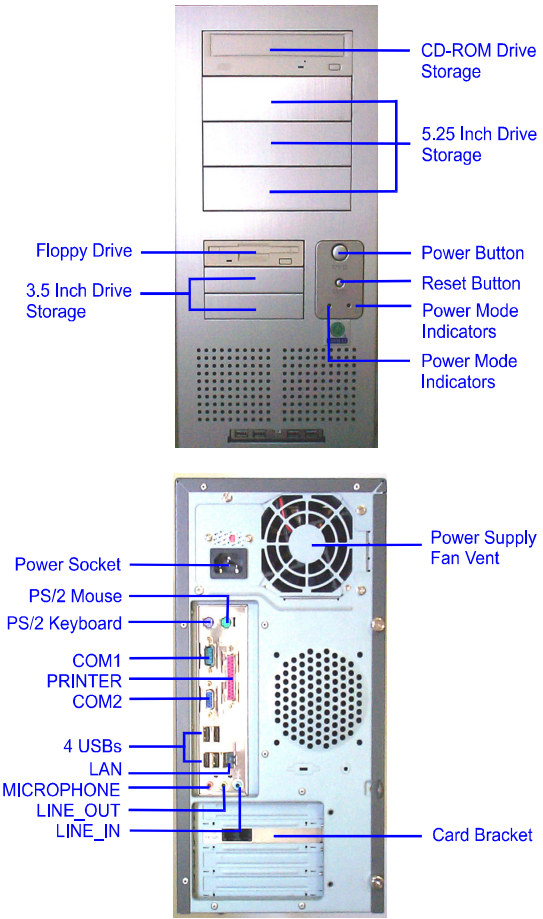 CD-ROM Drive
Storage
5.25 Inch Drive
Storage
Floppy Drive
Power Button
3.5 Inch Drive
Storage
Reset Button
Power Mode
Indicators
Power Mode
Indicators
Power Supply
Fan Vent
Power Socket
PS/2 Mouse
PS/2 Keyboard
COM1
PRINTER
COM2
4 USBs
LAN
MICROPHONE
LINE_OUT
LINE_IN
Card Bracket